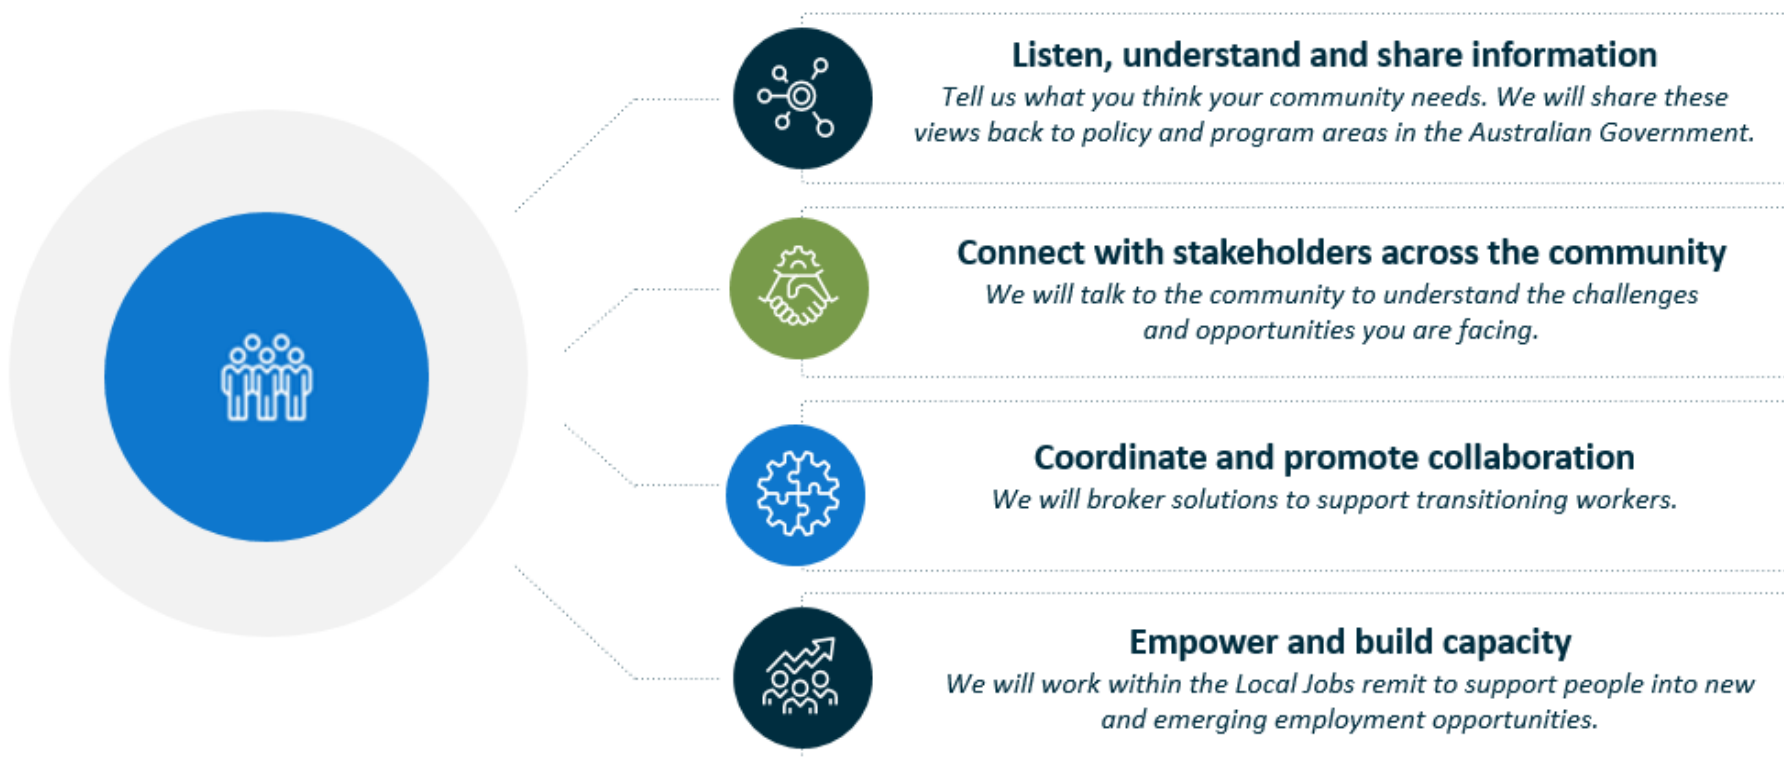 Listen, understand and share information
Tell us what you think your community needs. We will share these
views back to policy and program areas in the Australian Government.
Connect with stakeholders across the community
We will talk to the community to understand the challenges
and opportunities you are facing.
Coordinate and promote collaboration
We will broker solutions to support transitioning workers.
Empower and build capacity
We will work within the Local Jobs remit to support people into new
and emerging employment opportunities.